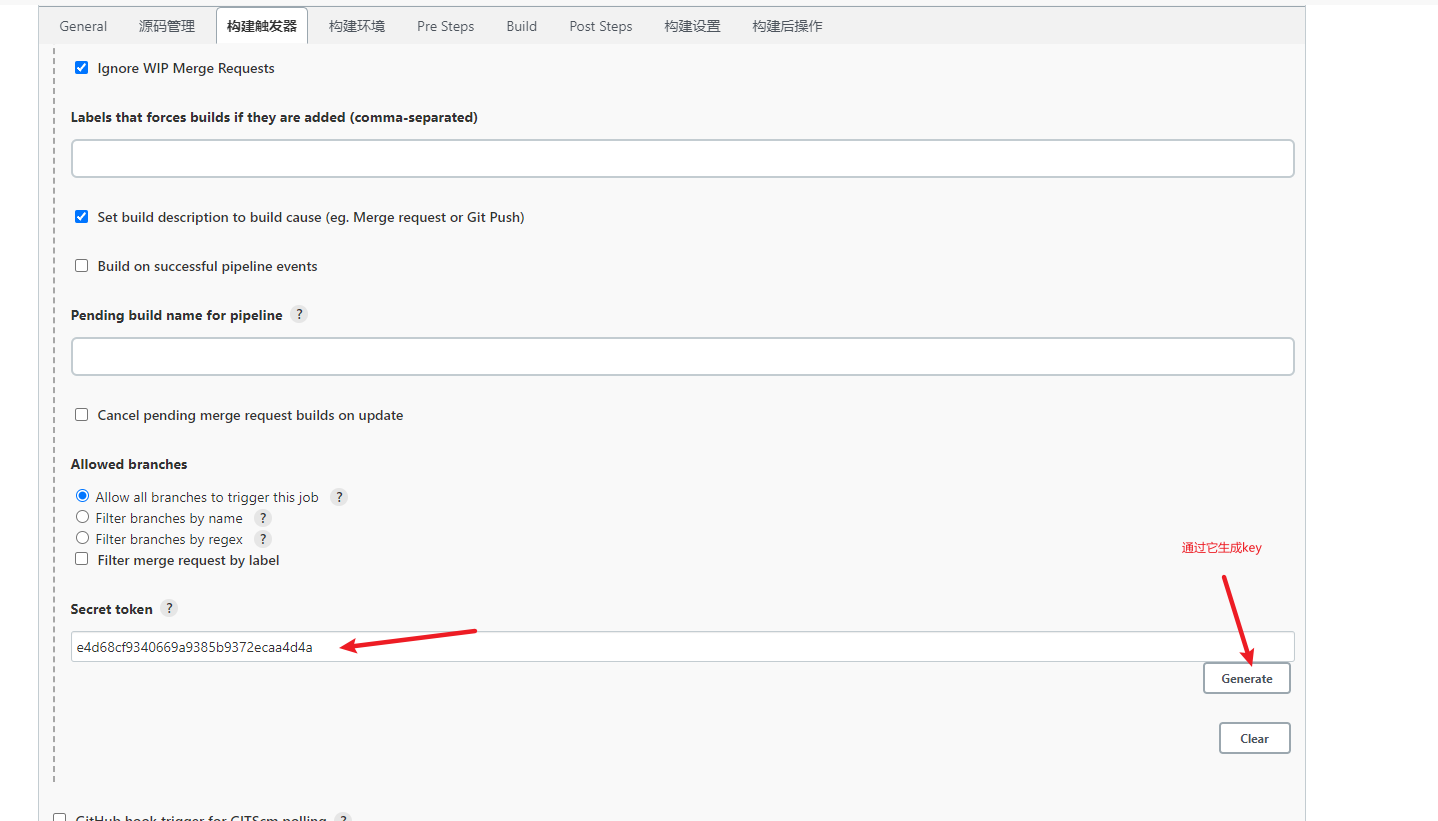 General 源码管理 构建触发器 构建环境 Pre Steps Build Post Steps 构建设置 构建后操作
Ignore WIP Merge Requests
Labels that forces builds if they are added (comma-separated)
Set build description to build cause (eg. Merge request or Git Push)
Build on successful pipeline events
Pending build name for pipeline ?
Cancel pending merge request builds on update
Allowed branches
Allow all branches to trigger this job ?
Filter branches by name ?
Filter branches by regex ?
通过它生成key
Filter merge request by label
Secret token ?
e4d68cf9340669a9385b9372ecaa4d4a
Generate
Clear
GitHub hook trigger for GITScm polling ?